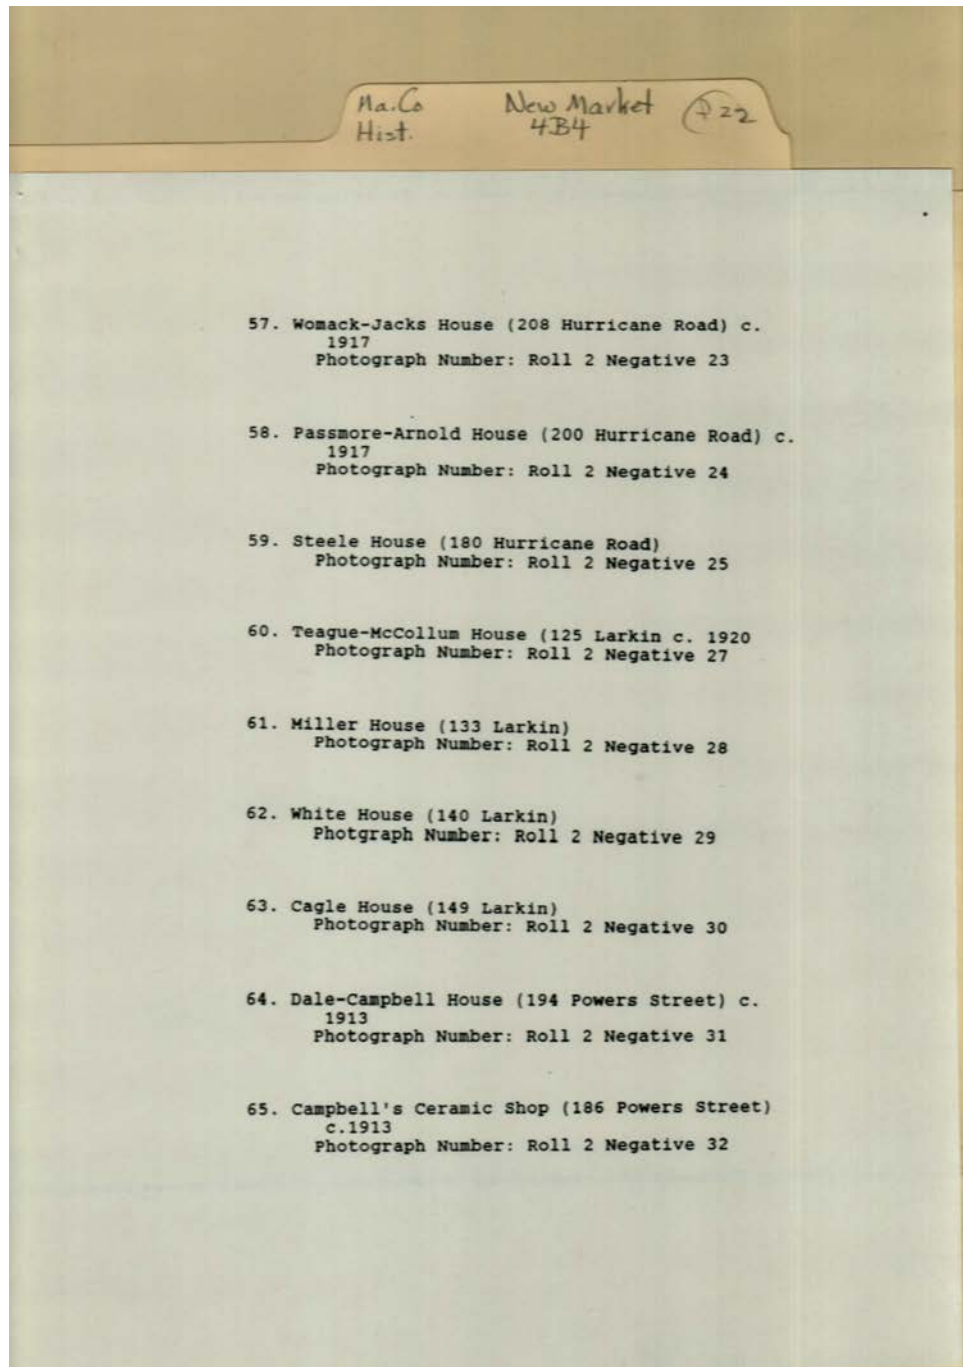 Ma.Co New Market P22
Hist. 4B4
57. Womack-Jacks House (208 Hurricane Road) c.
1917
Photograph Number: Roll 2 Negative 23
58. Passmore-Arnold House (200 Hurricane Road) c.
1917
Photograph Number: Roll 2 Negative 24
59. Steele House (180 Hurricane Road)
Photograph Number: Roll 2 Negative 25
60. Teague-McCollum House (125 Larkin c. 1920
Photograph Number: Roll 2 Negative 27
61. Miller House (133 Larkin)
Photograph Number: Roll 2 Negative 28
62. White House (140 Larkin)
Photgraph Number: Roll 2 Negative 29
63. Cagle House (149 Larkin)
Photograph Number: Roll 2 Negative 30
64. Dale-Campbell House (194 Powers Street) c.
1913
Photograph Number: Roll 2 Negative 31
65. Campbell's Ceramic Shop (186 Powers Street)
c.1913
Photograph Number: Roll 2 Negative 32